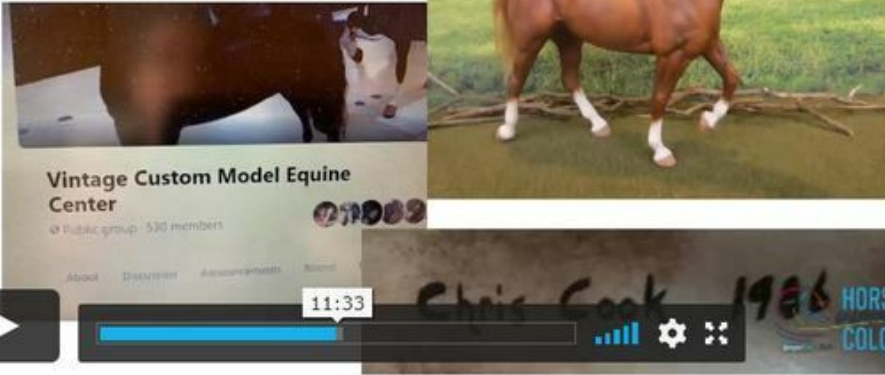 Vintage Custom Model Equine
Center
Public group · 530 members
About Discussion Announcements Rooms
Chris Cook 1986
HORS
COLO
11:33